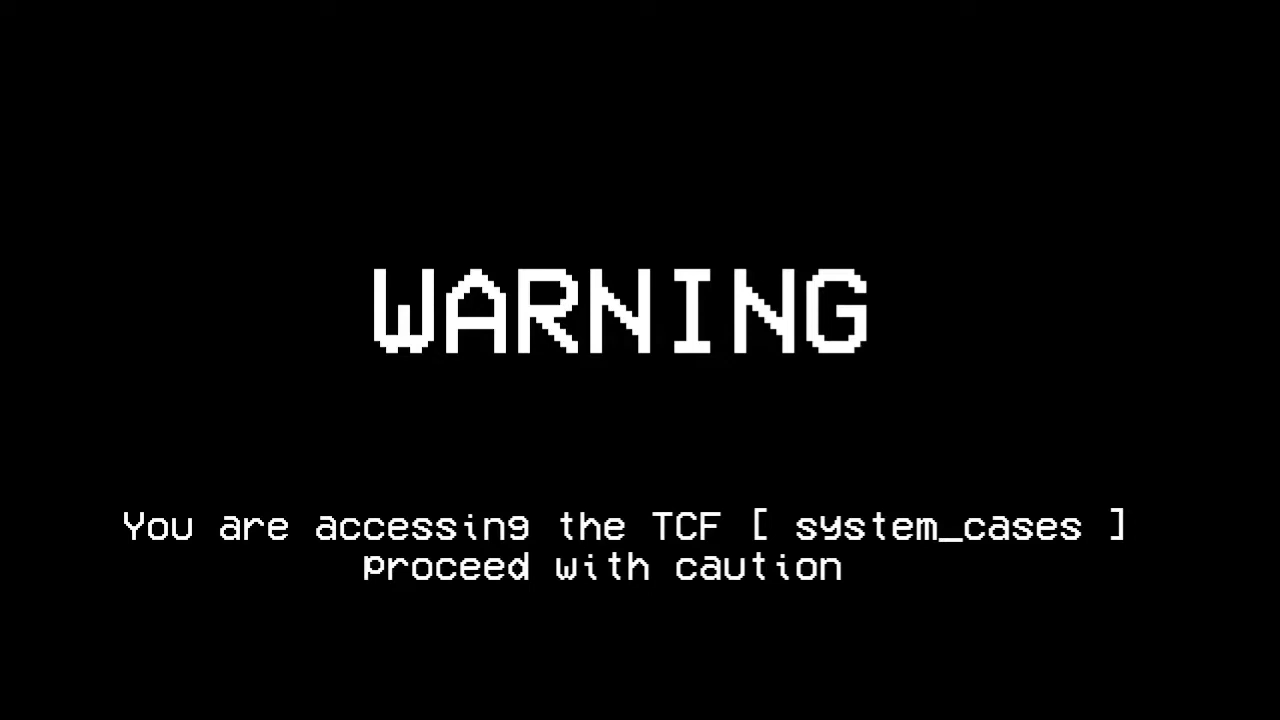 WARNING
You are accessing the TCF [ system_cases ]
proceed with caution